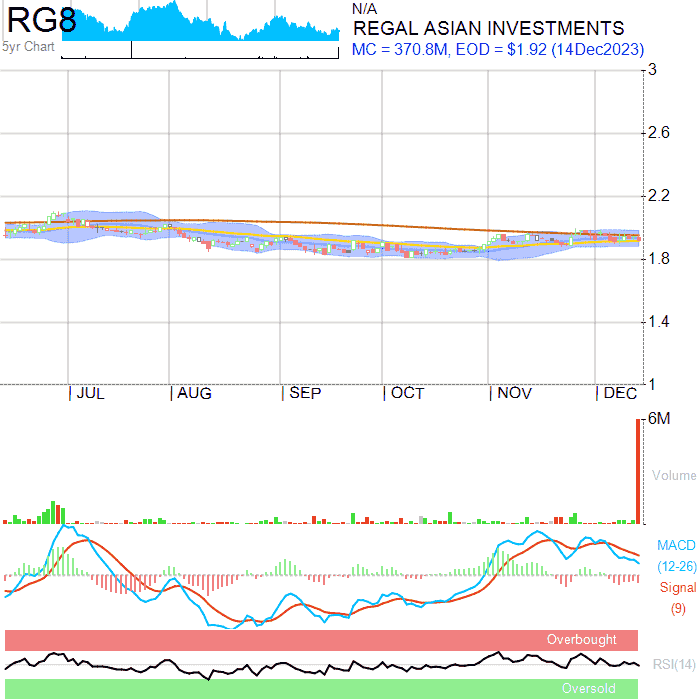 RG8
5yr Chart
N/A
REGAL ASIAN INVESTMENTS
MC = 370.8M, EOD = $1.92 (14Dec2023)
3
2.6
2.2
1.8
1.4
1
JUL AUG SEP OCT NOV DEC
6M
Volume
MACD
(12-26)
Signal
(9)
Overbought
RSI(14)
Oversold